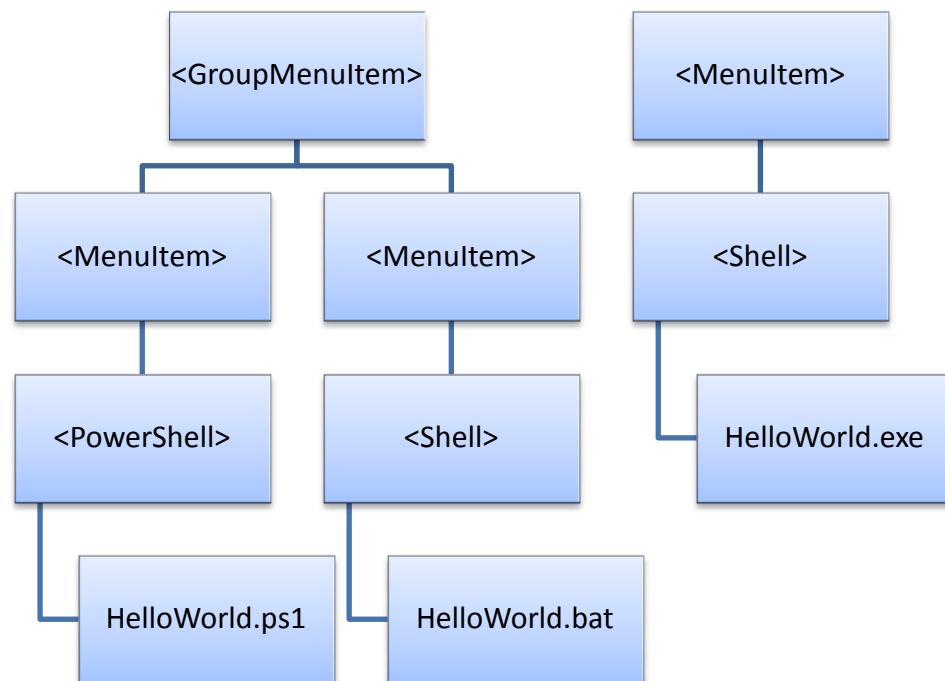 <GroupMenuItem>
<MenuItem>
<MenuItem>
<MenuItem>
<Shell>
<PowerShell>
<Shell>
HelloWorld.exe
HelloWorld.ps1
HelloWorld.bat